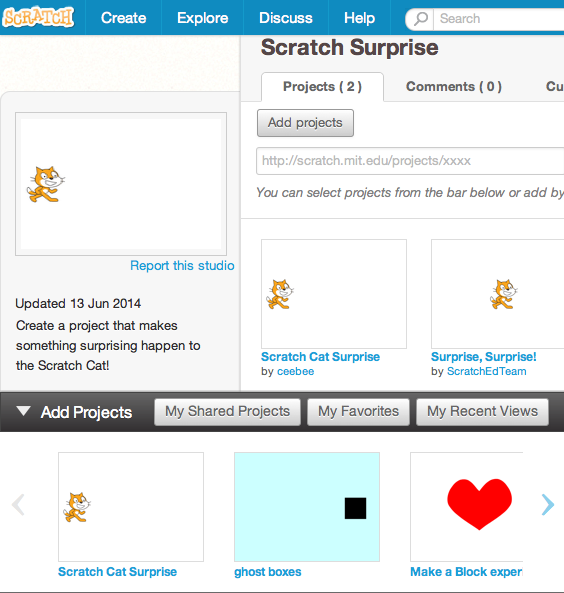 SCRATCH
Create
Explore
Discuss
Help
Search
Scratch Surprise
Projects ( 2 )
Comments ( 0 )
Cu
Add projects
http://scratch.mit.edu/projects/xxxx
You can select projects from the bar below or add by
Report this studio
Updated 13 Jun 2014
Create a project that makes
something surprising happen to
the Scratch Cat!
Scratch Cat Surprise
by ceebee
Surprise, Surprise!
by ScratchEdTeam
Add Projects
My Shared Projects
My Favorites
My Recent Views
Scratch Cat Surprise
ghost boxes
Make a Block exper